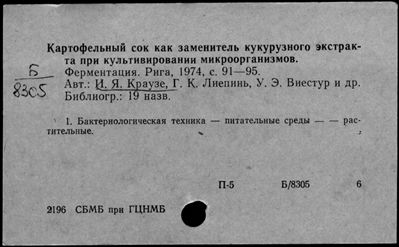 Картофельный сок как заменитель кукурузного экстрак-
та при культивировании микроорганизмов.
Б
8305
Ферментация. Рига, 1974, с. 91—95.
Авт.: И. Я. Краузе, Г. К. Лиепинь, У. Э. Виестур и др.
Библиогр.: 19 назв.
1. Бактериологическая техника — питательные среды — — рас-
тительные.
П-5 Б/8305 6
2196 СБМБ при ГЦНМБ